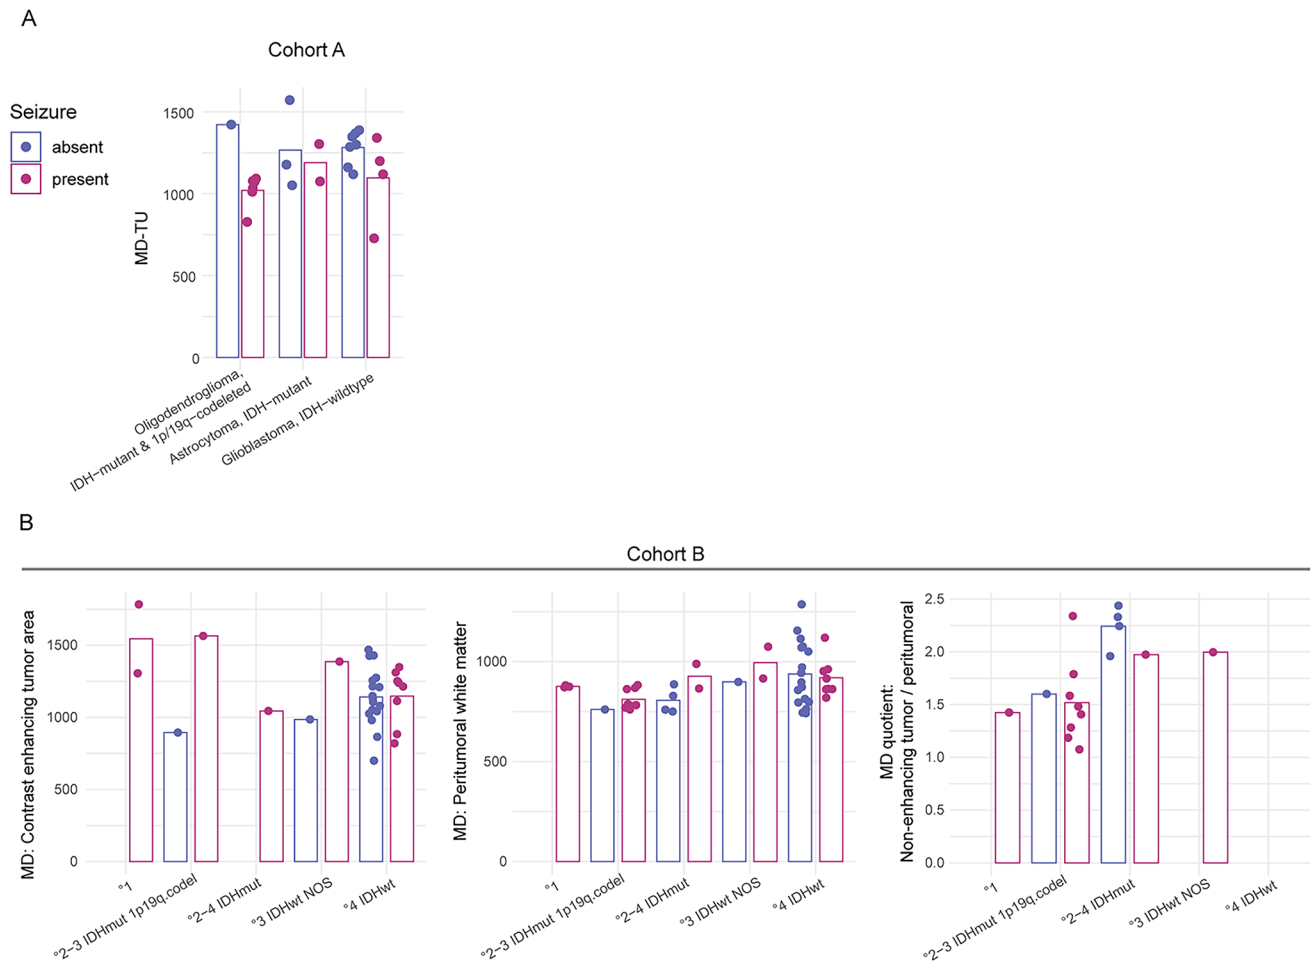 A
Cohort A
Seizure
absent
present
MD-TU
1500
1000
500
0
Oligodendroglioma,
IDH−mutant & 1p/19q−codeleted
Astrocytoma, IDH−mutant
Glioblastoma, IDH−wildtype
B
Cohort B
MD: Contrast enhancing tumor area
1500
1000
500
0
°1
°2−3 IDHmut 1p19q.codel
°2−4 IDHmut
°3 IDHwt NOS
°4 IDHwt
MD: Peritumoral white matter
1000
500
0
°1
°2−3 IDHmut 1p19q.codel
°2−4 IDHmut
°3 IDHwt NOS
°4 IDHwt
MD quotient:
Non-enhancing tumor / peritumoral
2.5
2.0
1.5
1.0
0.5
0.0
°1
°2−3 IDHmut 1p19q.codel
°2−4 IDHmut
°3 IDHwt NOS
°4 IDHwt